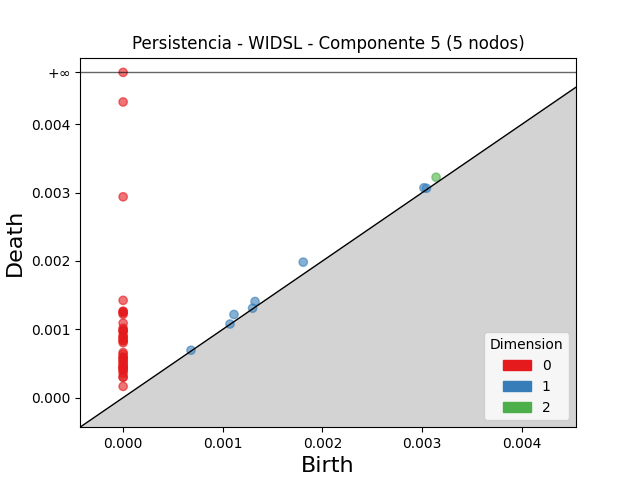 Persistencia - WIDSL - Componente 5 (5 nodos)
+∞
0.004
0.003
0.002
0.001
0.000
Death
0.000 0.001 0.002 0.003 0.004
Birth
Dimension
0
1
2